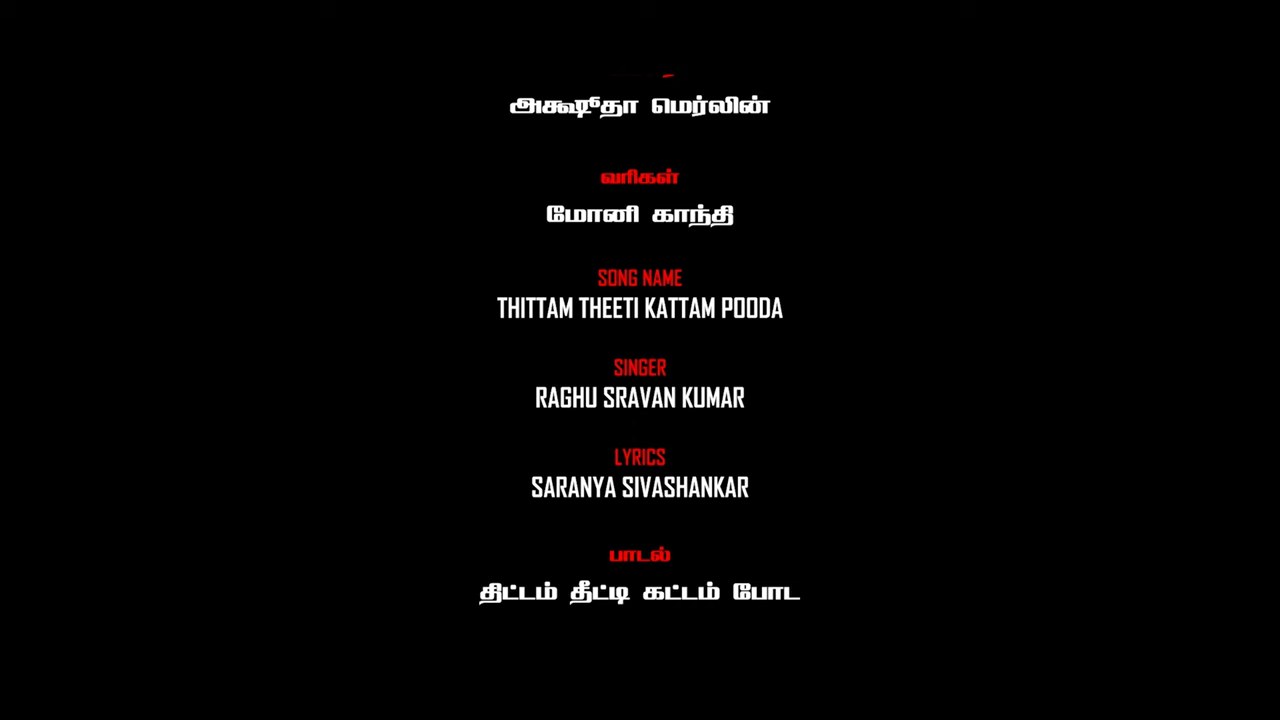 அக்ஷிதா மெர்லின்
வரிகள்
மோனி காந்தி
SONG NAME
THITTAM THEETI KATTAM POODA
SINGER
RAGHU SRAVAN KUMAR
LYRICS
SARANYA SIVASHANKAR
பாடல்
திட்டம் தீட்டி கட்டம் போட